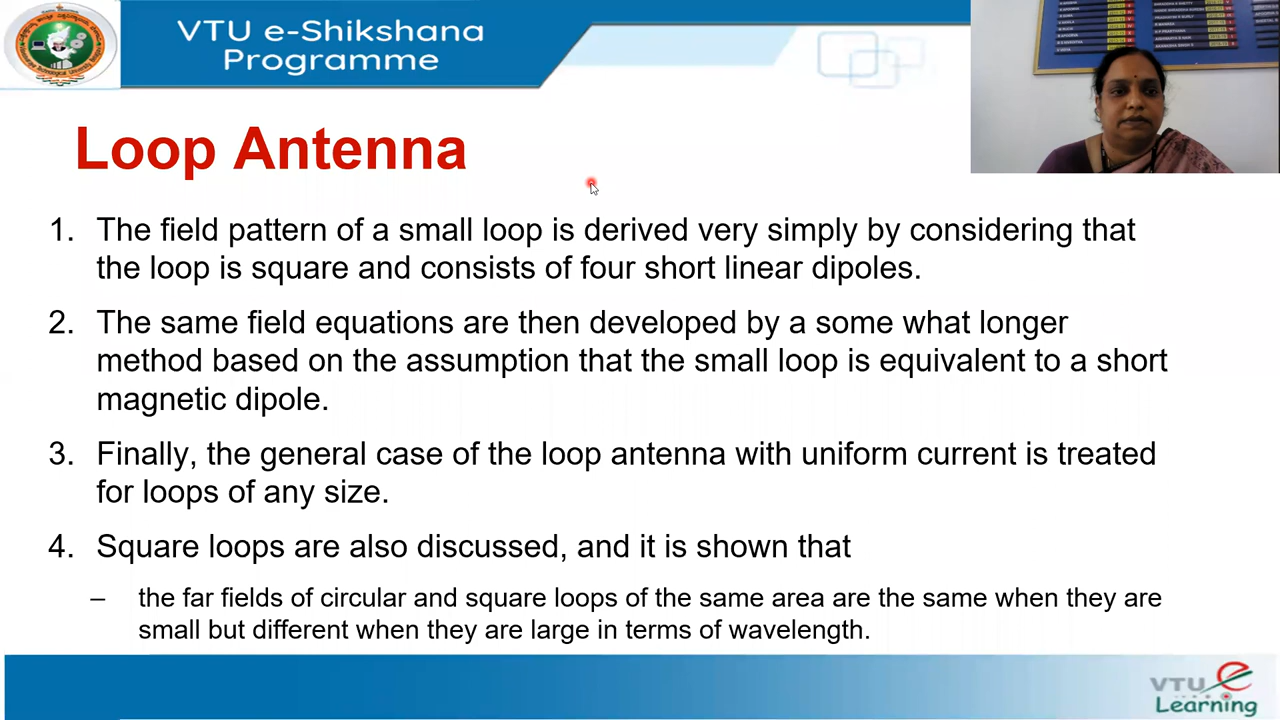 VTU e-Shikshana
Programme
Loop Antenna
1. The field pattern of a small loop is derived very simply by considering that
the loop is square and consists of four short linear dipoles.
2. The same field equations are then developed by a some what longer
method based on the assumption that the small loop is equivalent to a short
magnetic dipole.
3. Finally, the general case of the loop antenna with uniform current is treated
for loops of any size.
4. Square loops are also discussed, and it is shown that
– the far fields of circular and square loops of the same area are the same when they are
small but different when they are large in terms of wavelength.
VTU e
Learning